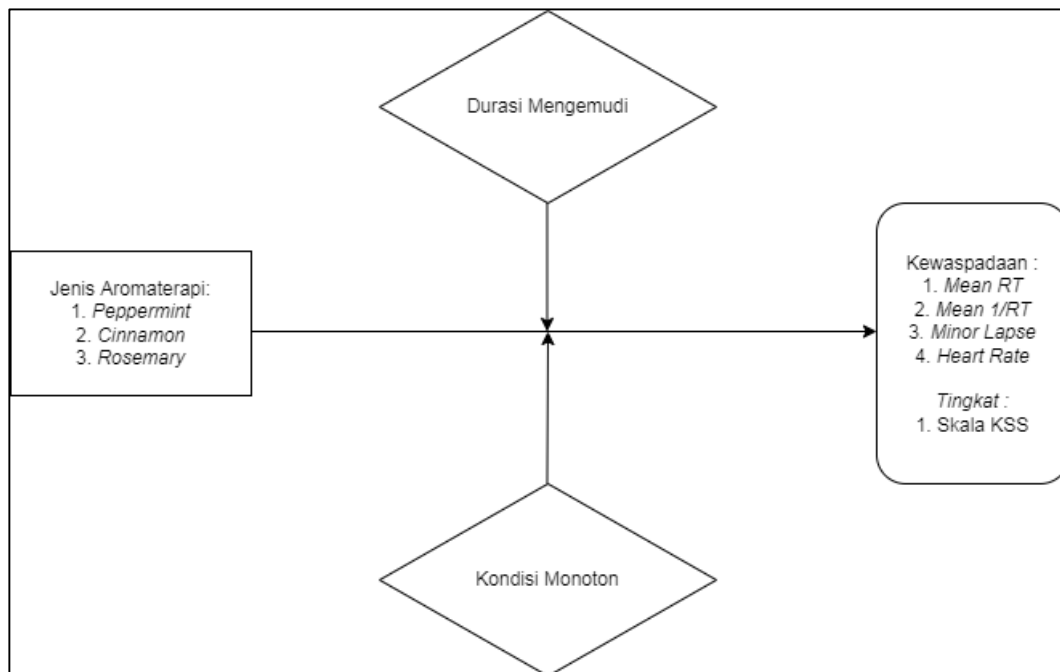 Durasi Mengemudi
Jenis Aromaterapi:
1. Peppermint
2. Cinnamon
3. Rosemary
Kewaspadaan :
1. Mean RT
2. Mean 1/RT
3. Minor Lapse
4. Heart Rate
Tingkat :
1. Skala KSS
Kondisi Monoton